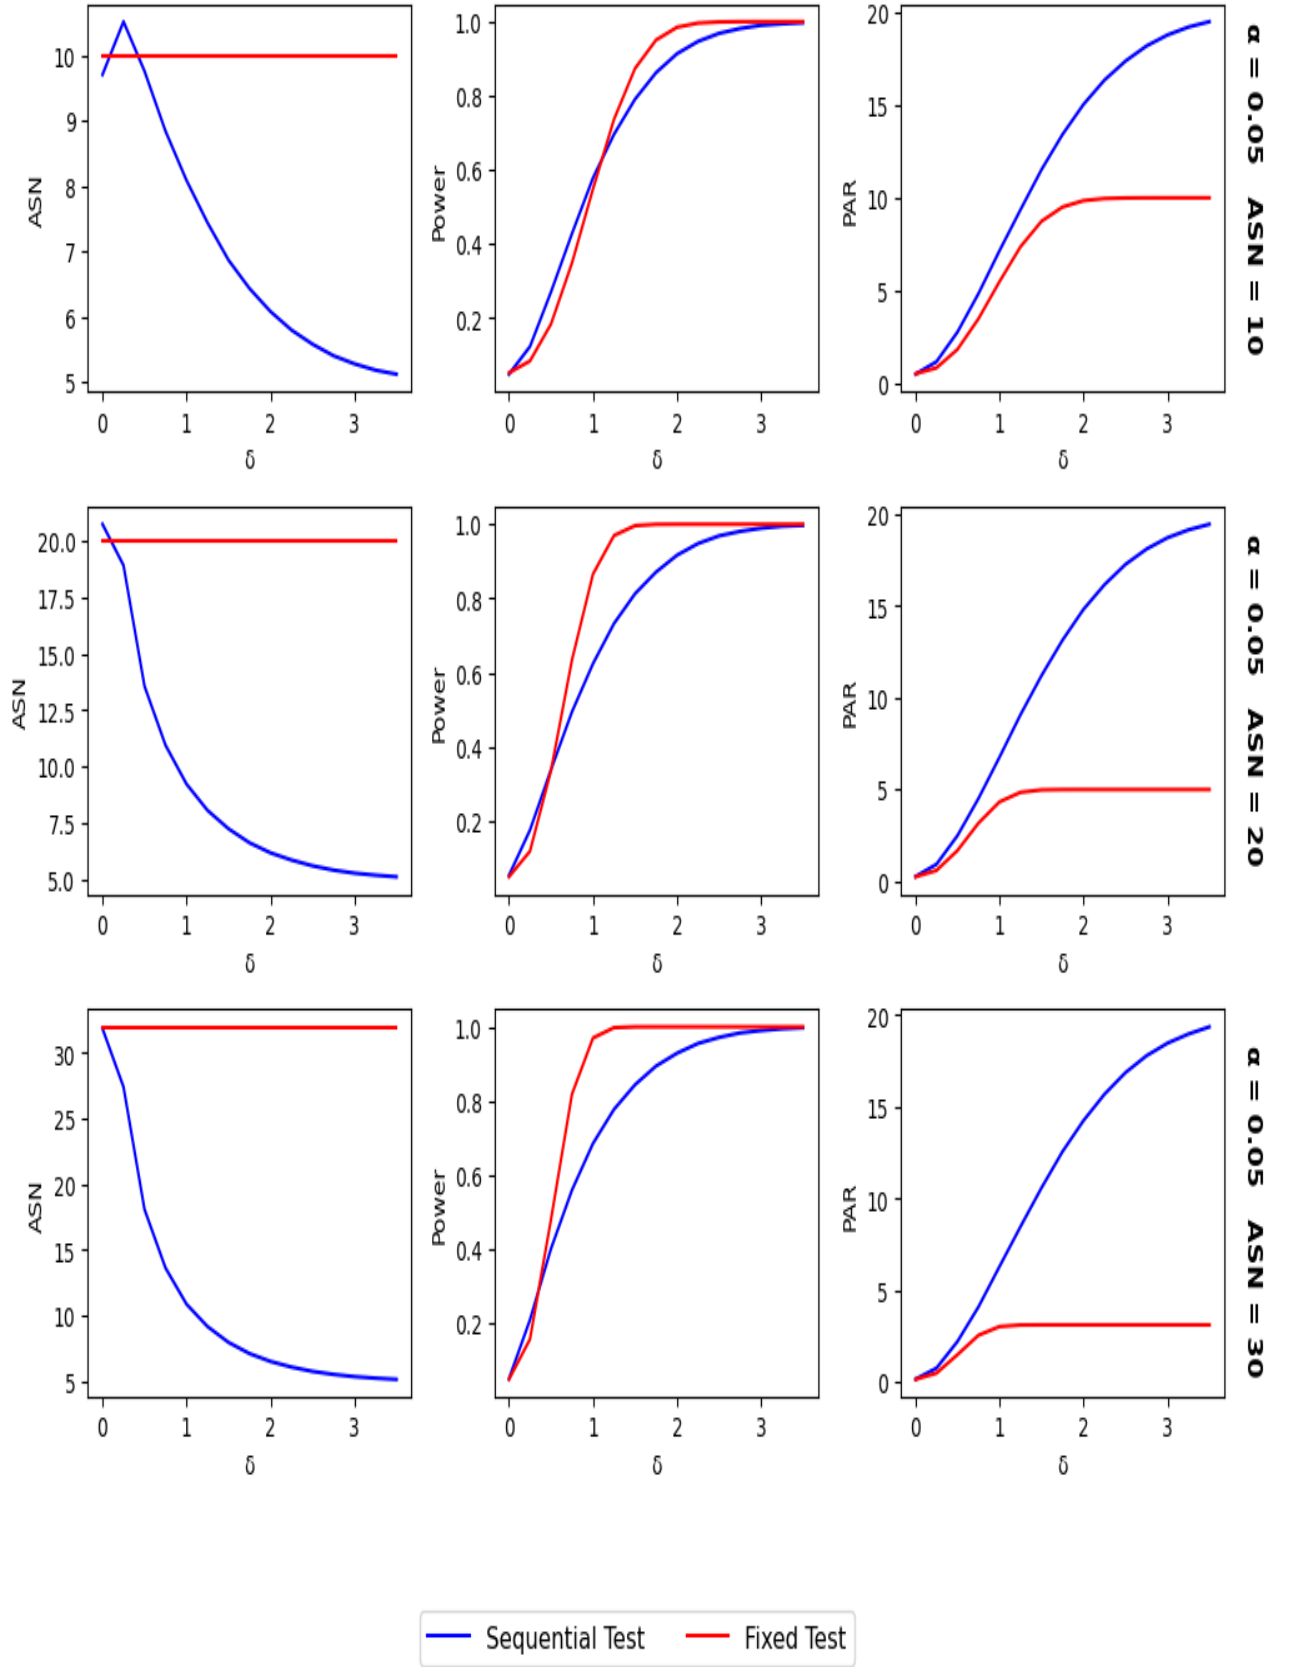 ASN
10
9
8
7
6
5
0 1 2 3
δ
Power
1.0
0.8
0.6
0.4
0.2
0 1 2 3
δ
PAR
20
15
10
5
0
0 1 2 3
δ
α = 0.05 ASN = 10
ASN
20.0
17.5
15.0
12.5
10.0
7.5
5.0
0 1 2 3
δ
Power
1.0
0.8
0.6
0.4
0.2
0 1 2 3
δ
PAR
20
15
10
5
0
0 1 2 3
δ
α = 0.05 ASN = 20
ASN
30
25
20
15
10
5
0 1 2 3
δ
Power
1.0
0.8
0.6
0.4
0.2
0 1 2 3
δ
PAR
20
15
10
5
0
0 1 2 3
δ
α = 0.05 ASN = 30
Sequential Test Fixed Test